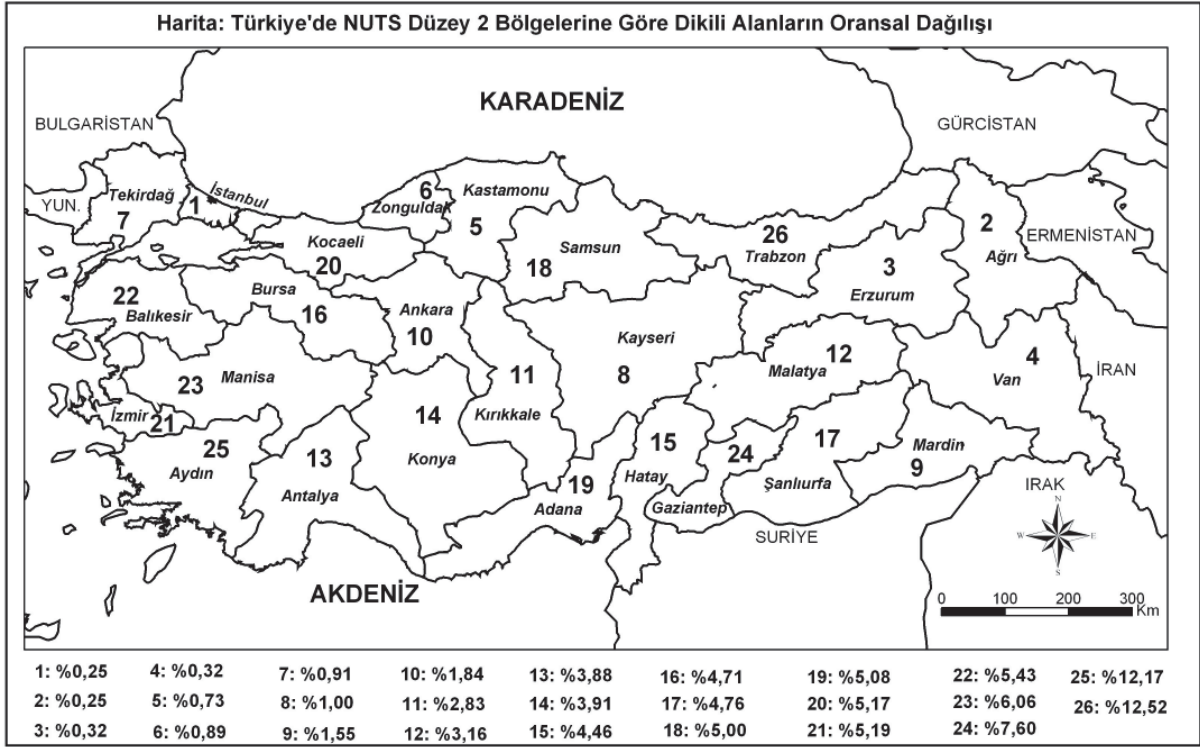 Harita: Türkiye'de NUTS Düzey 2 Bölgelerine Göre Dikili Alanların Oransal Dağılışı
KARADENİZ
BULGARİSTAN
GÜRCİSTAN
YUN.
Tekirdağ
7
1
İstanbul
6
Zonguldak
Kastamonu
5
Kocaeli
20
18
Samsun
26
Trabzon
3
Erzurum
2
Ağrı
ERMENİSTAN
22
Balıkesir
Bursa
16
Ankara
10
Kayseri
8
12
Malatya
4
Van
İRAN
23
Manisa
11
Kırıkkale
İzmir
21
14
Konya
25
Aydın
13
Antalya
19
Adana
15
Hatay
24
Gaziantep
17
Şanlıurfa
Mardin
9
IRAK
SURİYE
AKDENİZ
N
W
E
S
0 100 200 300
Km
1: %0,25 4: %0,32 7: %0,91 10: %1,84 13: %3,88 16: %4,71 19: %5,08 22: %5,43 25: %12,17
2: %0,25 5: %0,73 8: %1,00 11: %2,83 14: %3,91 17: %4,76 20: %5,17 23: %6,06 26: %12,52
3: %0,32 6: %0,89 9: %1,55 12: %3,16 15: %4,46 18: %5,00 21: %5,19 24: %7,60